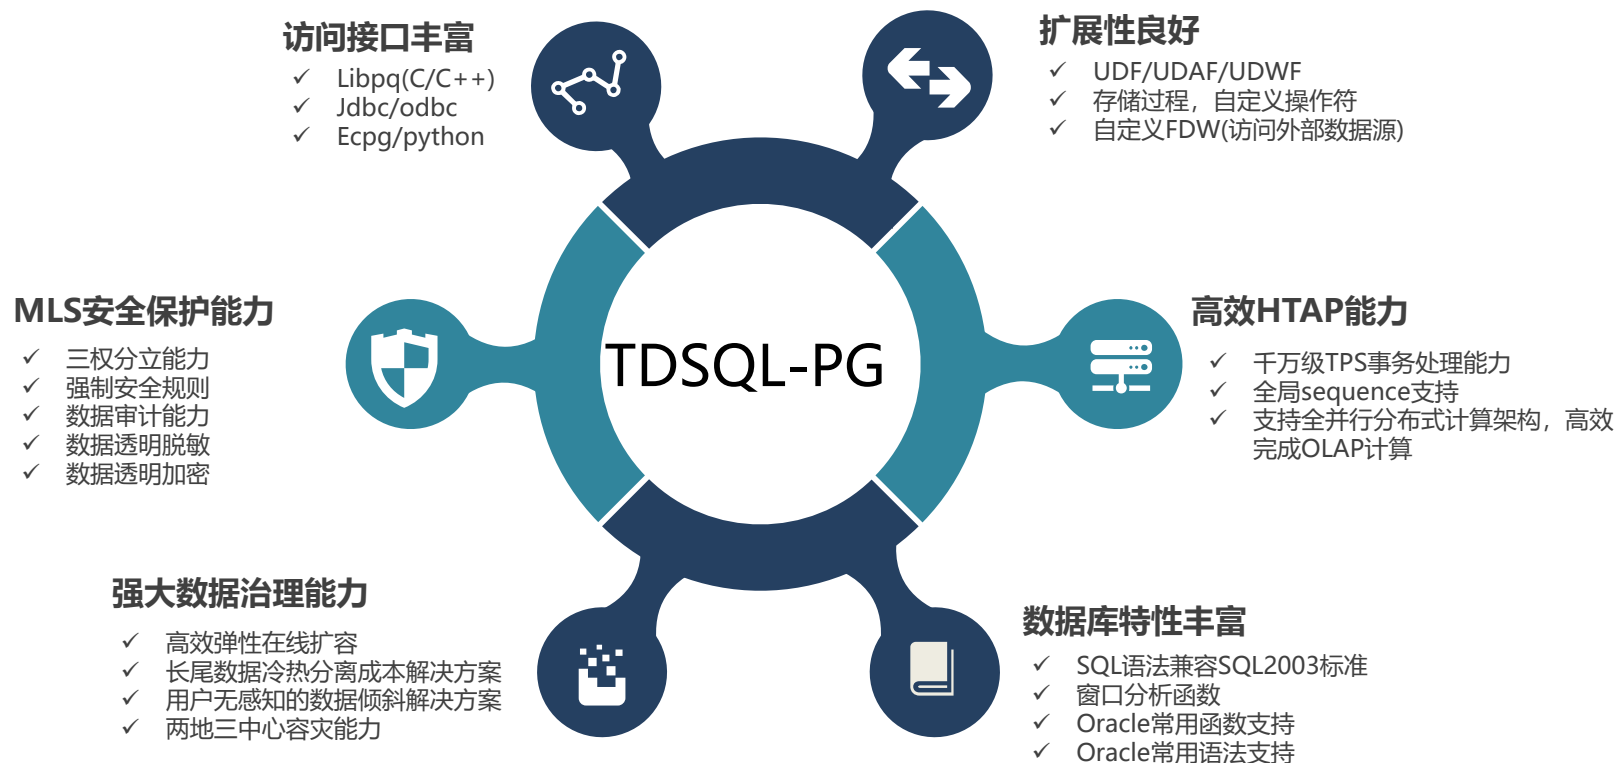 访问接口丰富
Libpq(C/C++)
Jdbc/odbc
Ecpg/python
扩展性良好
UDF/UDAF/UDWF
存储过程，自定义操作符
自定义FDW(访问外部数据源)
MLS安全保护能力
三权分立能力
强制安全规则
数据审计能力
数据透明脱敏
数据透明加密
TDSQL-PG
高效HTAP能力
千万级TPS事务处理能力
全局sequence支持
支持全并行分布式计算架构，高效
完成OLAP计算
强大数据治理能力
高效弹性在线扩容
长尾数据冷热分离成本解决方案
用户无感知的数据倾斜解决方案
两地三中心容灾能力
数据库特性丰富
SQL语法兼容SQL2003标准
窗口分析函数
Oracle常用函数支持
Oracle常用语法支持